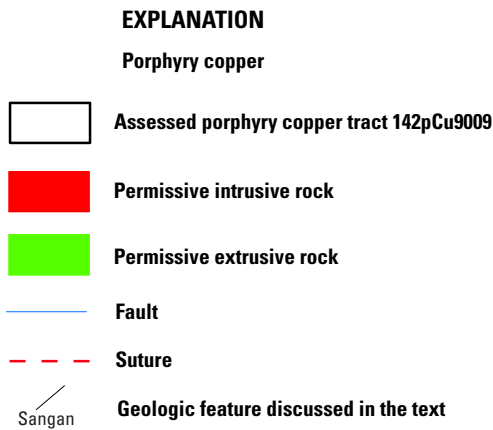 EXPLANATION
Porphyry copper
Assessed porphyry copper tract 142pCu9009
Permissive intrusive rock
Permissive extrusive rock
Fault
Suture
Sangan
Geologic feature discussed in the text